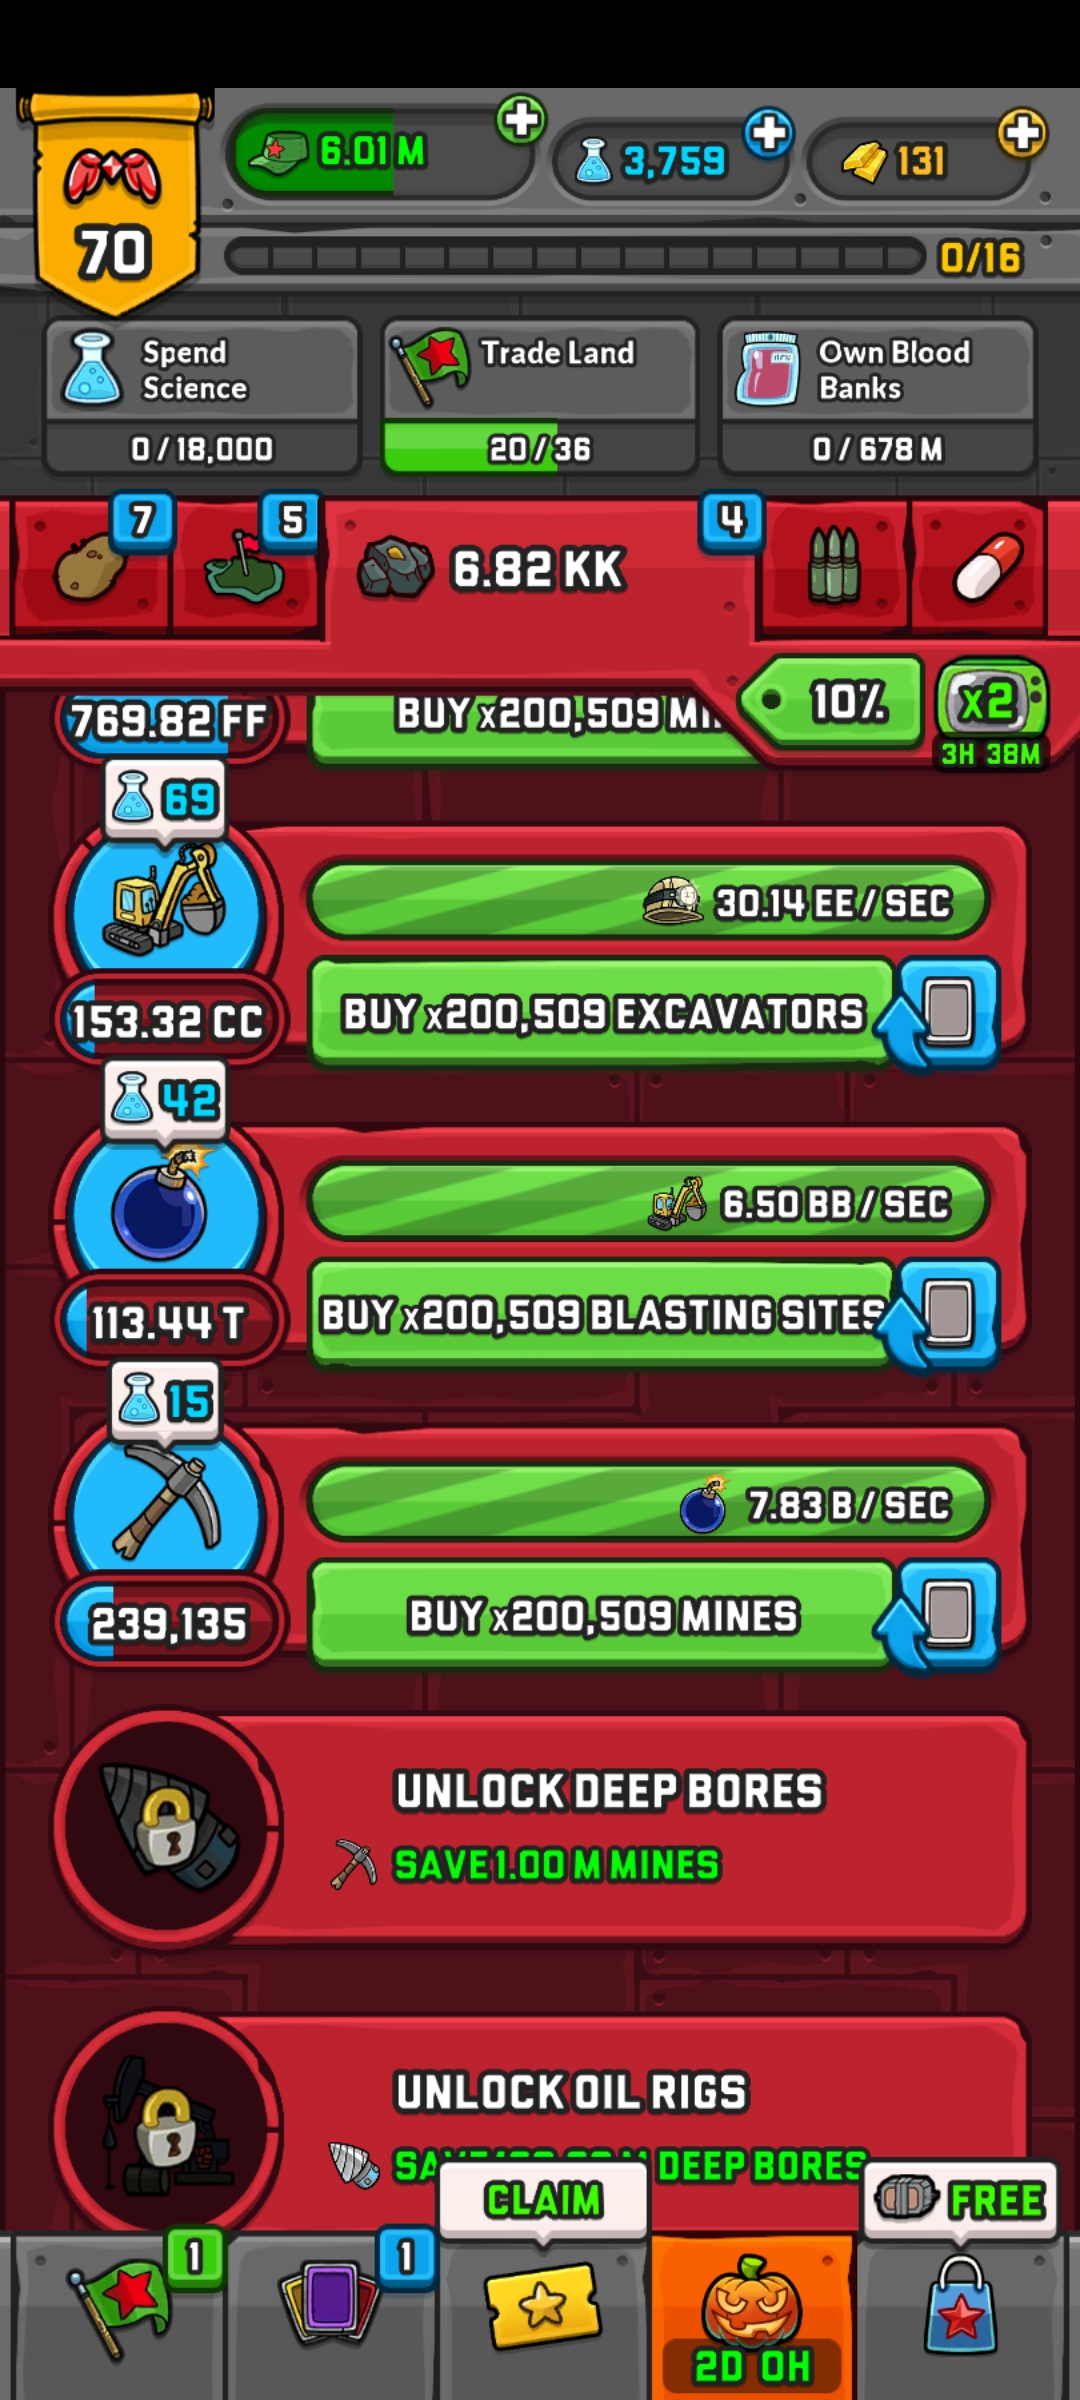 70
6.01 M
3,759
131
0/16
Spend
Science
0 / 18,000
Trade Land
20 / 36
Own Blood
Banks
0 / 678 M
7
5
6.82 KK
4
10%
x2
3H 38M
769.82 FF
BUY x200,509
69
30.14 EE / SEC
153.32 CC
BUY x200,509 EXCAVATORS
42
6.50 BB / SEC
113.44 T
BUY x200,509 BLASTING SITES
15
7.83 B / SEC
239,135
BUY x200,509 MINES
UNLOCK DEEP BORES
SAVE 1.00 M MINES
UNLOCK OIL RIGS
DEEP BORES
CLAIM
FREE
1
1
2D 0H